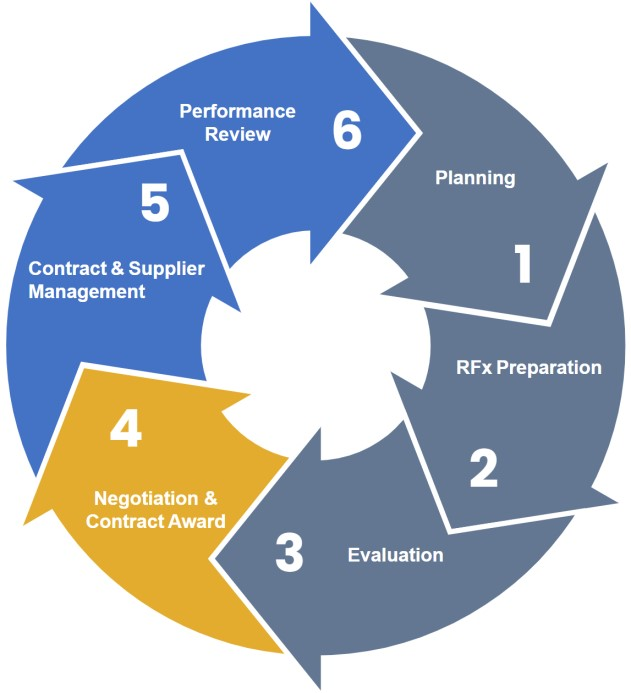 Planning
1
RFx Preparation
2
Evaluation
3
Negotiation &
Contract Award
4
Contract & Supplier
Management
5
Performance
Review
6